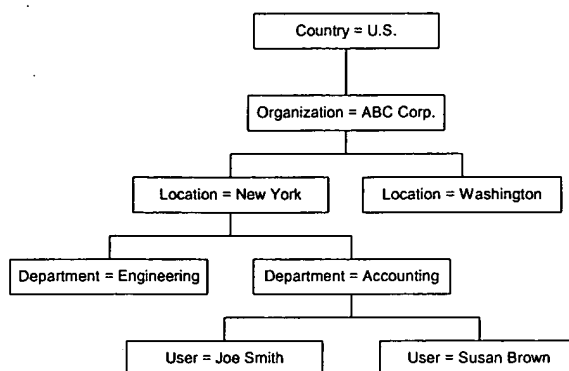 Country = U.S.
Organization = ABC Corp.
Location = New York
Location = Washington
Department = Engineering
Department = Accounting
User = Joe Smith
User = Susan Brown